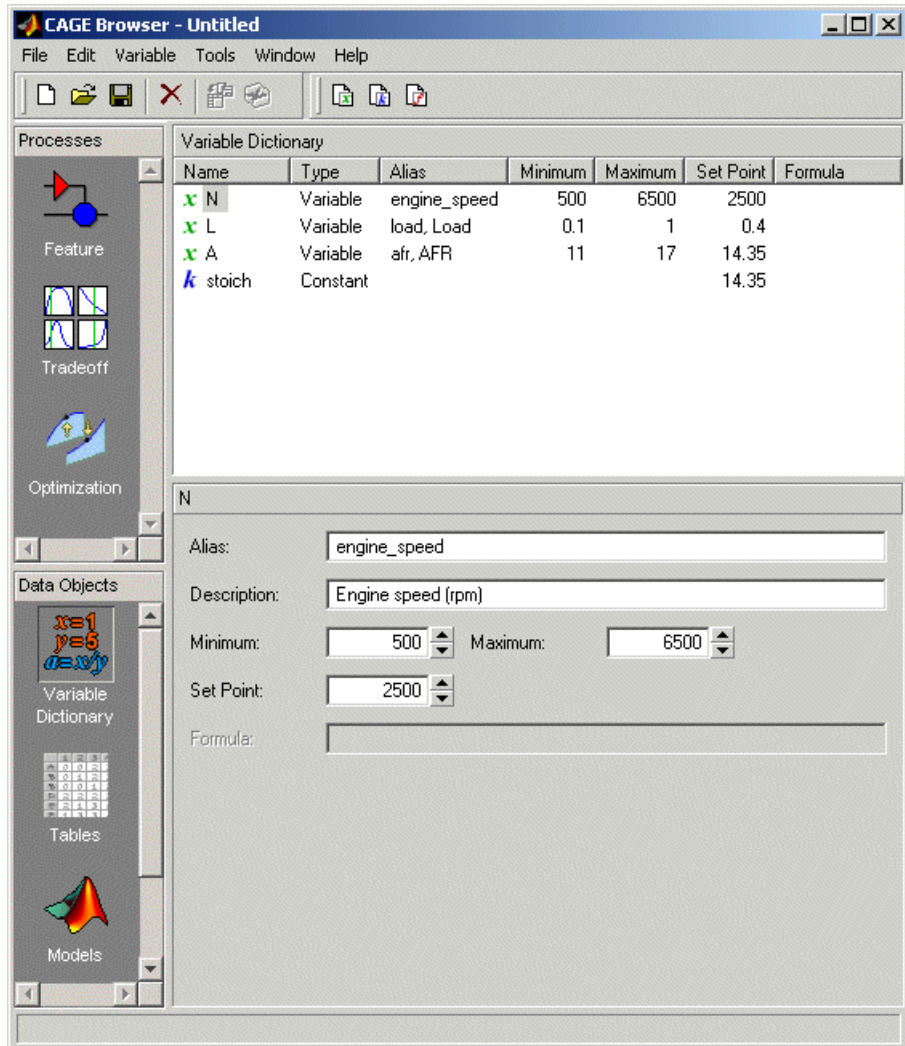 CAGE Browser - Untitled
File Edit Variable Tools Window Help
Processes
Feature
Tradeoff
Optimization
Variable Dictionary
Name Type Alias Minimum Maximum Set Point Formula
x N Variable engine_speed 500 6500 2500
x L Variable load, Load 0.1 1 0.4
x A Variable afr, AFR 11 17 14.35
k stoich Constant 14.35
N
Alias: engine_speed
Description: Engine speed (rpm)
Minimum: 500 Maximum: 6500
Set Point: 2500
Formula:
Data Objects
x=1
y=5
a=x/y
Variable
Dictionary
Tables
Models